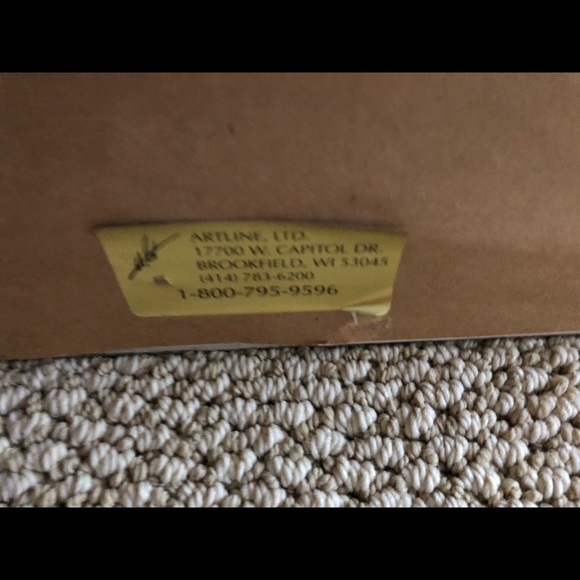 ARTLINE, LTD.
17700 W. CAPITOL DR.
BROOKFIELD, WI 53045
(414) 783-6200
1-800-795-9596